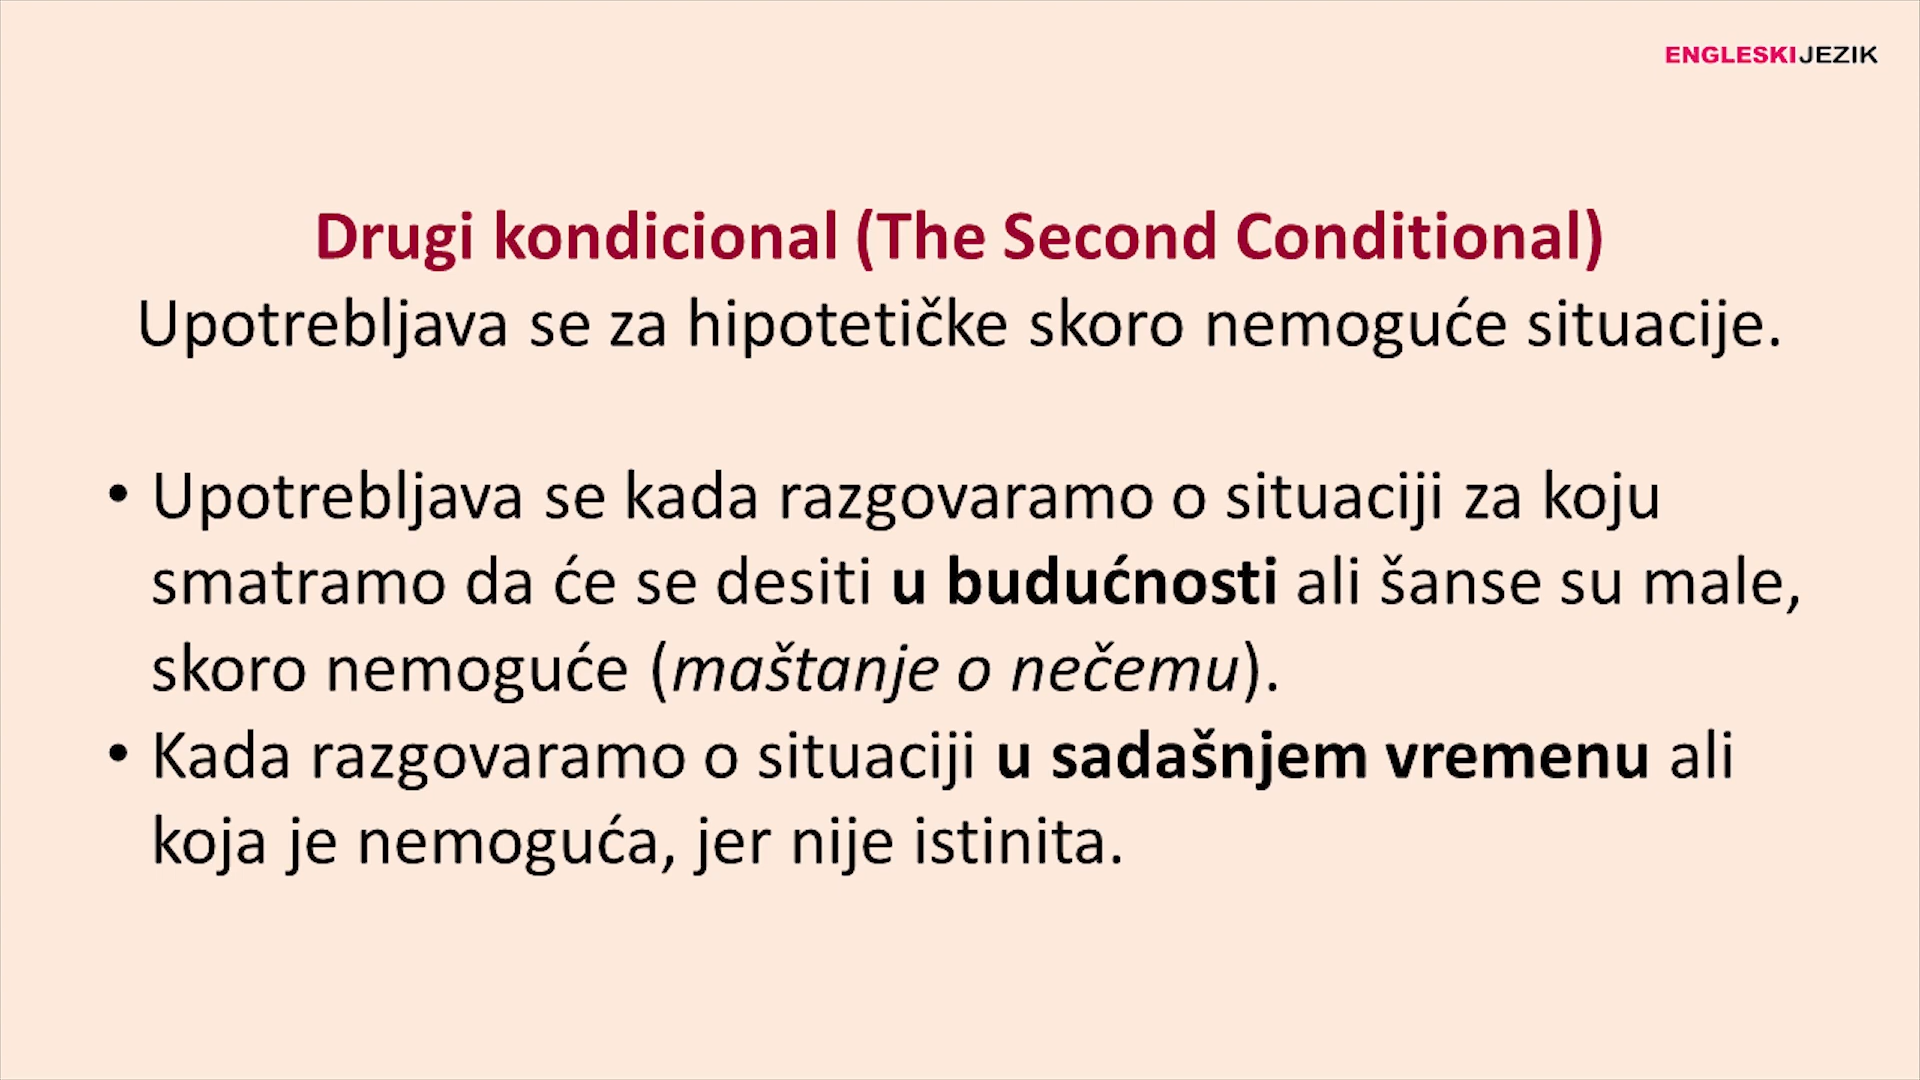 ENGLESKIJEZIK
Drugi kondicional (The Second Conditional)
Upotrebljava se za hipotetičke skoro nemoguće situacije.
• Upotrebljava se kada razgovaramo o situaciji za koju
smatramo da će se desiti u budućnosti ali šanse su male,
skoro nemoguće (maštanje o nečemu).
• Kada razgovaramo o situaciji u sadašnjem vremenu ali
koja je nemoguća, jer nije istinita.